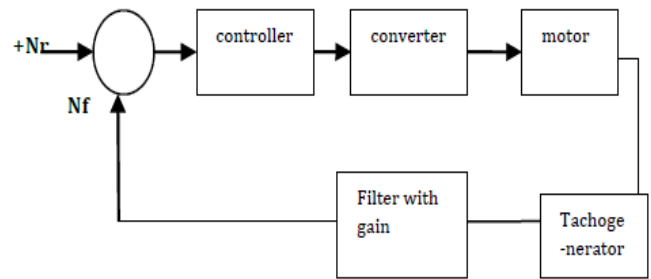 +Nr
controller
converter
motor
Nf
Filter with
gain
Tachoge
-nerator